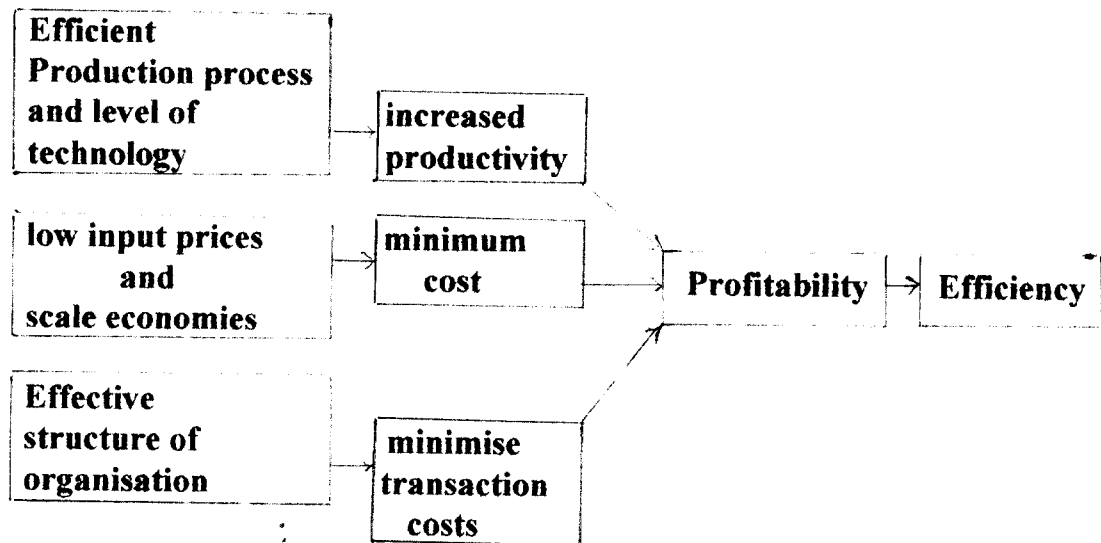 Efficient
Production process
and level of
technology
increased
productivity
low input prices
and
scale economies
minimum
cost
Profitability
Efficiency
Effective
structure of
organisation
minimise
transaction
costs